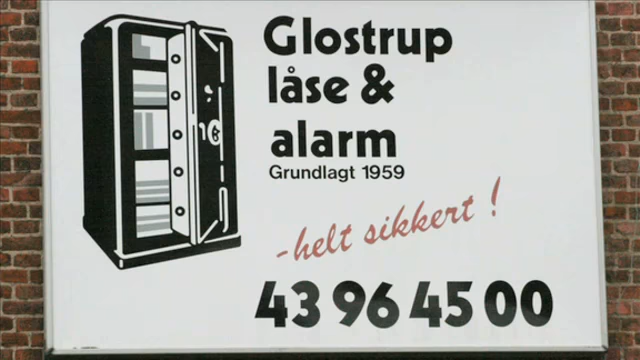 Glostrup
låse &
alarm
Grundlagt 1959
-helt sikkert !
43 96 45 00